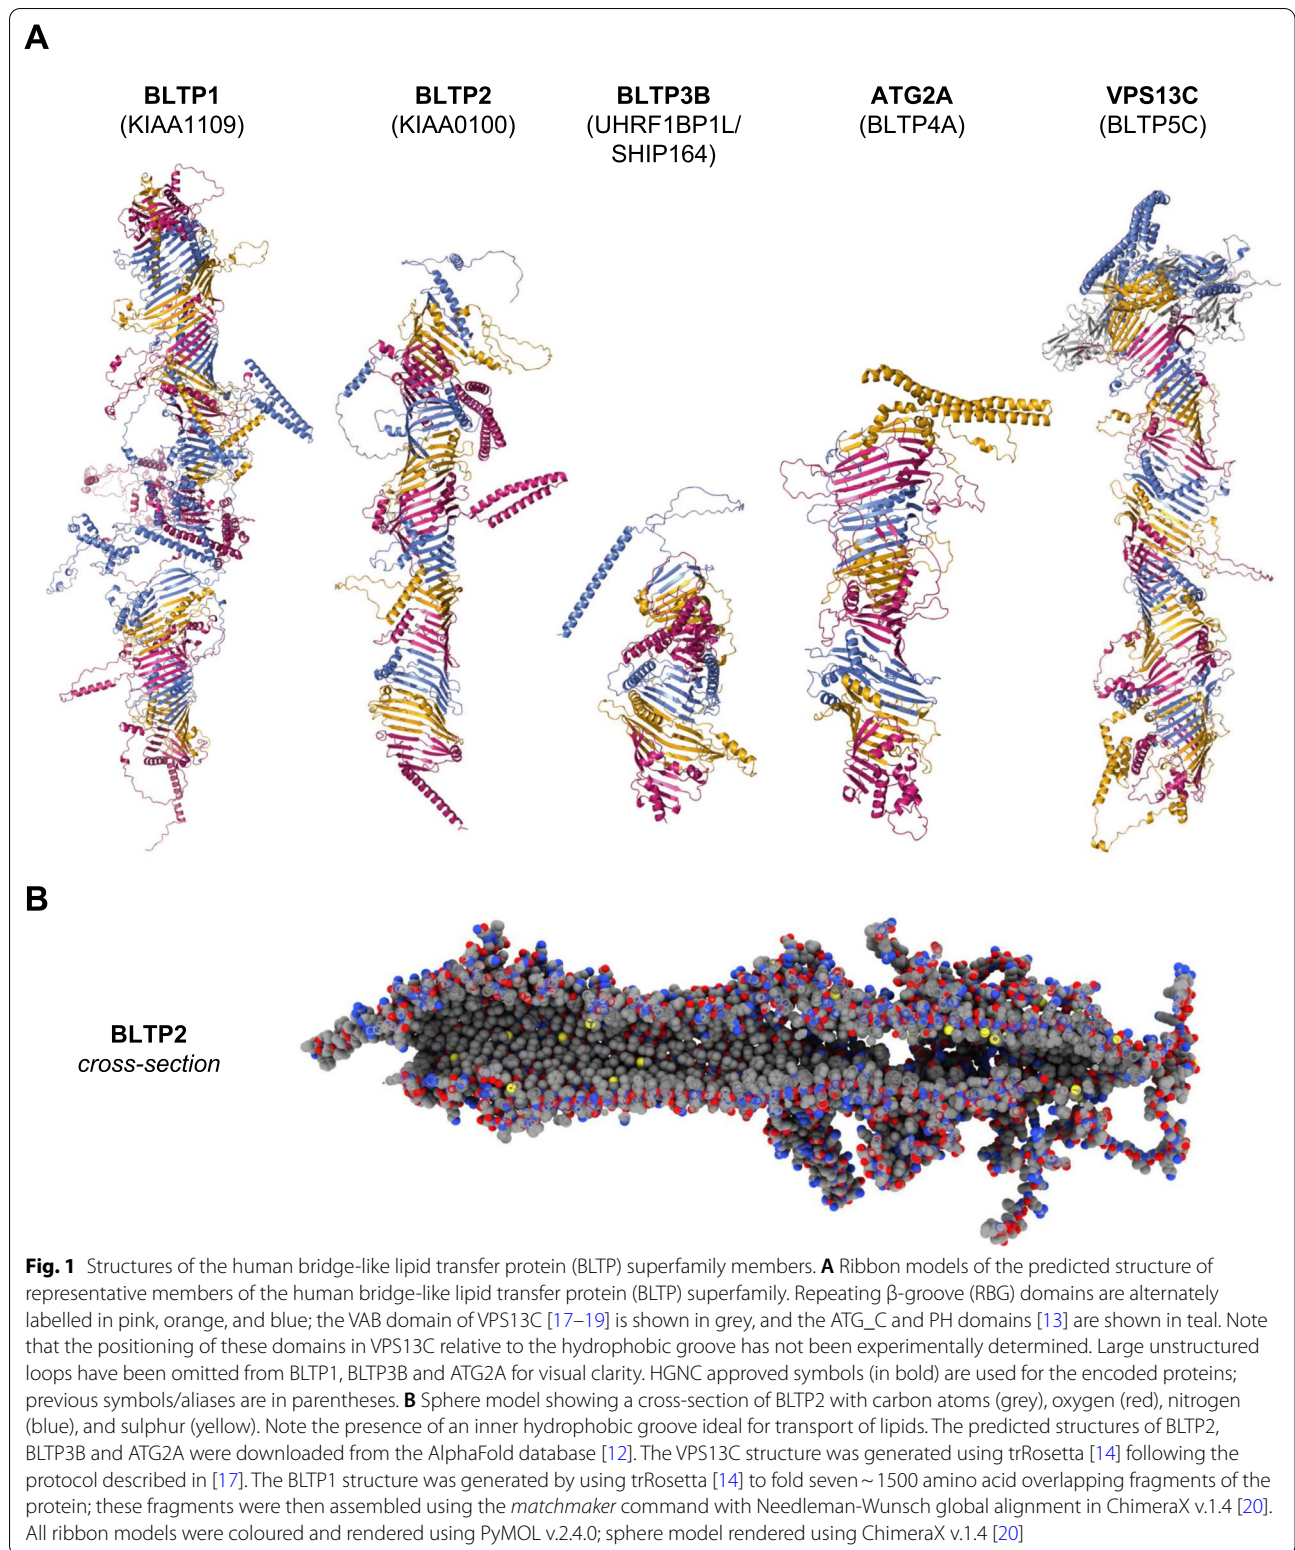 A
BLTP1
(KIAA1109)
BLTP2
(KIAA0100)
BLTP3B
(UHRF1BP1L/
SHIP164)
ATG2A
(BLTP4A)
VPS13C
(BLTP5C)
B
BLTP2
cross-section
Fig. 1 Structures of the human bridge-like lipid transfer protein (BLTP) superfamily members. A Ribbon models of the predicted structure of
representative members of the human bridge-like lipid transfer protein (BLTP) superfamily. Repeating β-groove (RBG) domains are alternately
labelled in pink, orange, and blue; the VAB domain of VPS13C [17–19] is shown in grey, and the ATG_C and PH domains [13] are shown in teal. Note
that the positioning of these domains in VPS13C relative to the hydrophobic groove has not been experimentally determined. Large unstructured
loops have been omitted from BLTP1, BLTP3B and ATG2A for visual clarity. HGNC approved symbols (in bold) are used for the encoded proteins;
previous symbols/aliases are in parentheses. B Sphere model showing a cross-section of BLTP2 with carbon atoms (grey), oxygen (red), nitrogen
(blue), and sulphur (yellow). Note the presence of an inner hydrophobic groove ideal for transport of lipids. The predicted structures of BLTP2,
BLTP3B and ATG2A were downloaded from the AlphaFold database [12]. The VPS13C structure was generated using trRosetta [14] following the
protocol described in [17]. The BLTP1 structure was generated by using trRosetta [14] to fold seven ~ 1500 amino acid overlapping fragments of the
protein; these fragments were then assembled using the matchmaker command with Needleman-Wunsch global alignment in ChimeraX v.1.4 [20].
All ribbon models were coloured and rendered using PyMOL v.2.4.0; sphere model rendered using ChimeraX v.1.4 [20]